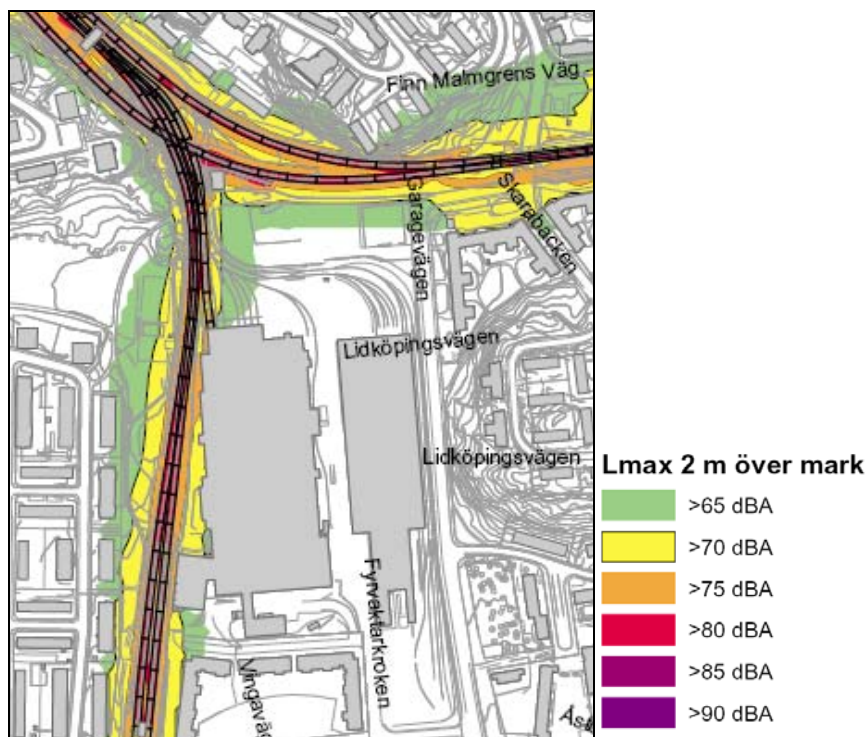 Finn Malmgrens Väg
Garagevägen
Skarabacken
Lidköpingsvägen
Lidköpingsvägen
Fyrvaktarkroken
Lmax 2 m över mark
>65 dBA
>70 dBA
>75 dBA
>80 dBA
>85 dBA
>90 dBA